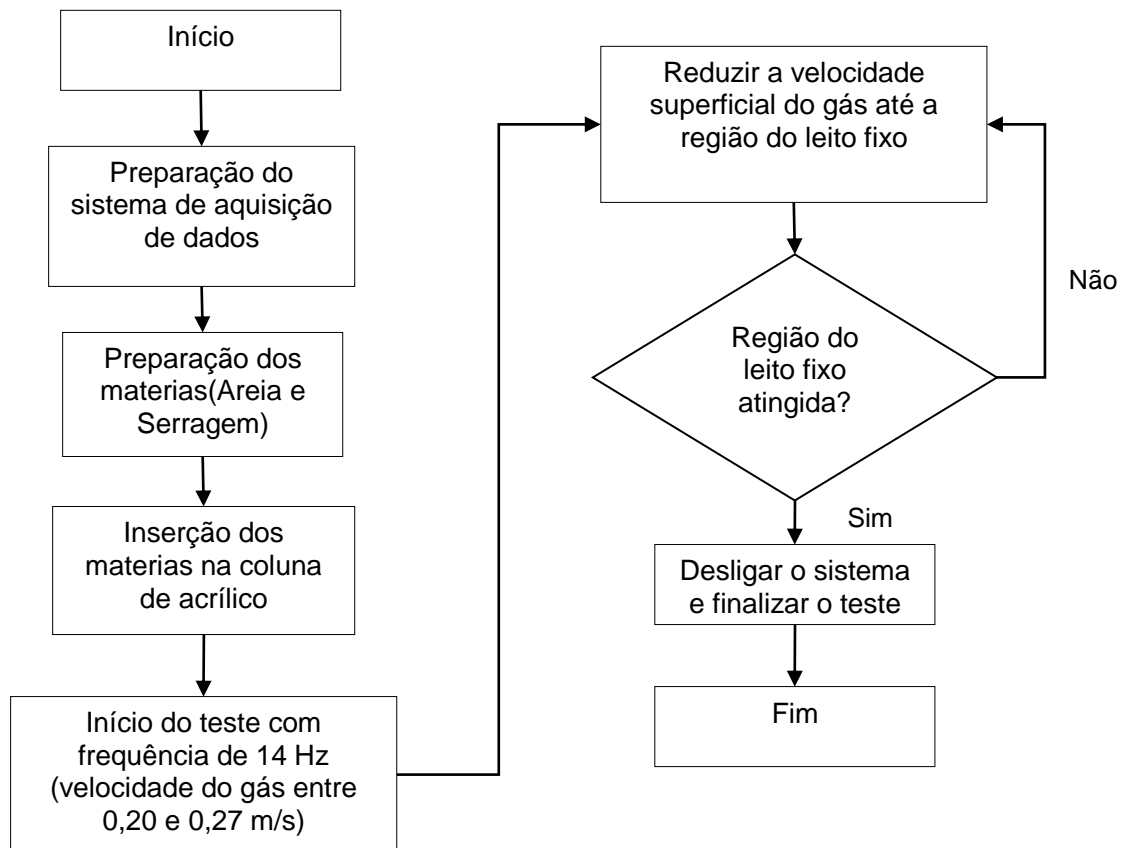 Início
Preparação do
sistema de aquisição
de dados
Preparação dos
materias(Areia e
Serragem)
Inserção dos
materias na coluna
de acrílico
Início do teste com
frequência de 14 Hz
(velocidade do gás entre
0,20 e 0,27 m/s)
Reduzir a velocidade
superficial do gás até a
região do leito fixo
Região do
leito fixo
atingida?
Não
Sim
Desligar o sistema
e finalizar o teste
Fim